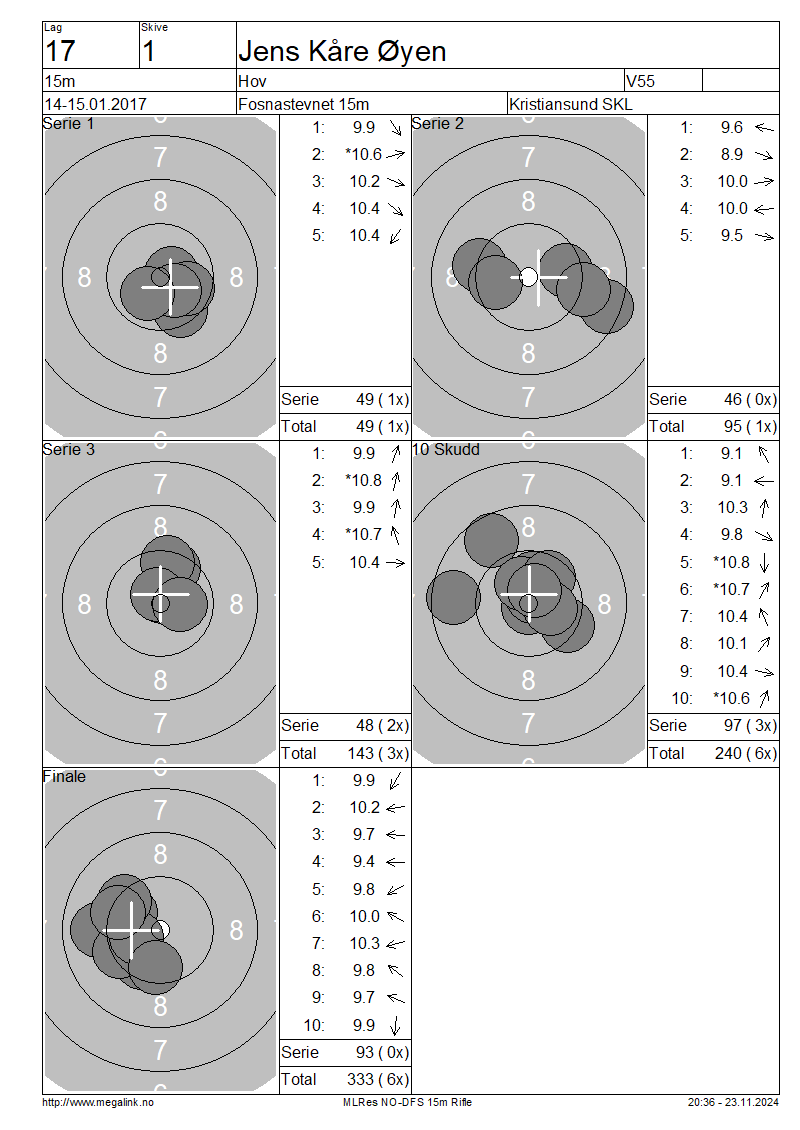 Lag
Skive
17
1
Jens Kåre Øyen
15m
Hov
V55
14-15.01.2017
Fosnastevnet 15m
Kristiansund SKL
Serie 1
7
8
8
8
8
7
1: 9.9
2: *10.6
3: 10.2
4: 10.4
5: 10.4
Serie 49 ( 1x)
Total 49 ( 1x)
Serie 2
7
8
8
8
7
1: 9.6
2: 8.9
3: 10.0
4: 10.0
5: 9.5
Serie 46 ( 0x)
Total 95 ( 1x)
Serie 3
7
8
8
8
8
7
1: 9.9
2: *10.8
3: 9.9
4: *10.7
5: 10.4
Serie 48 ( 2x)
Total 143 ( 3x)
10 Skudd
7
8
8
8
7
1: 9.1
2: 9.1
3: 10.3
4: 9.8
5: *10.8
6: *10.7
7: 10.4
8: 10.1
9: 10.4
10: *10.6
Serie 97 ( 3x)
Total 240 ( 6x)
Finale
7
8
8
8
7
1: 9.9
2: 10.2
3: 9.7
4: 9.4
5: 9.8
6: 10.0
7: 10.3
8: 9.8
9: 9.7
10: 9.9
Serie 93 ( 0x)
Total 333 ( 6x)
http://www.megalink.no
MLRes NO-DFS 15m Rifle
20:36 - 23.11.2024